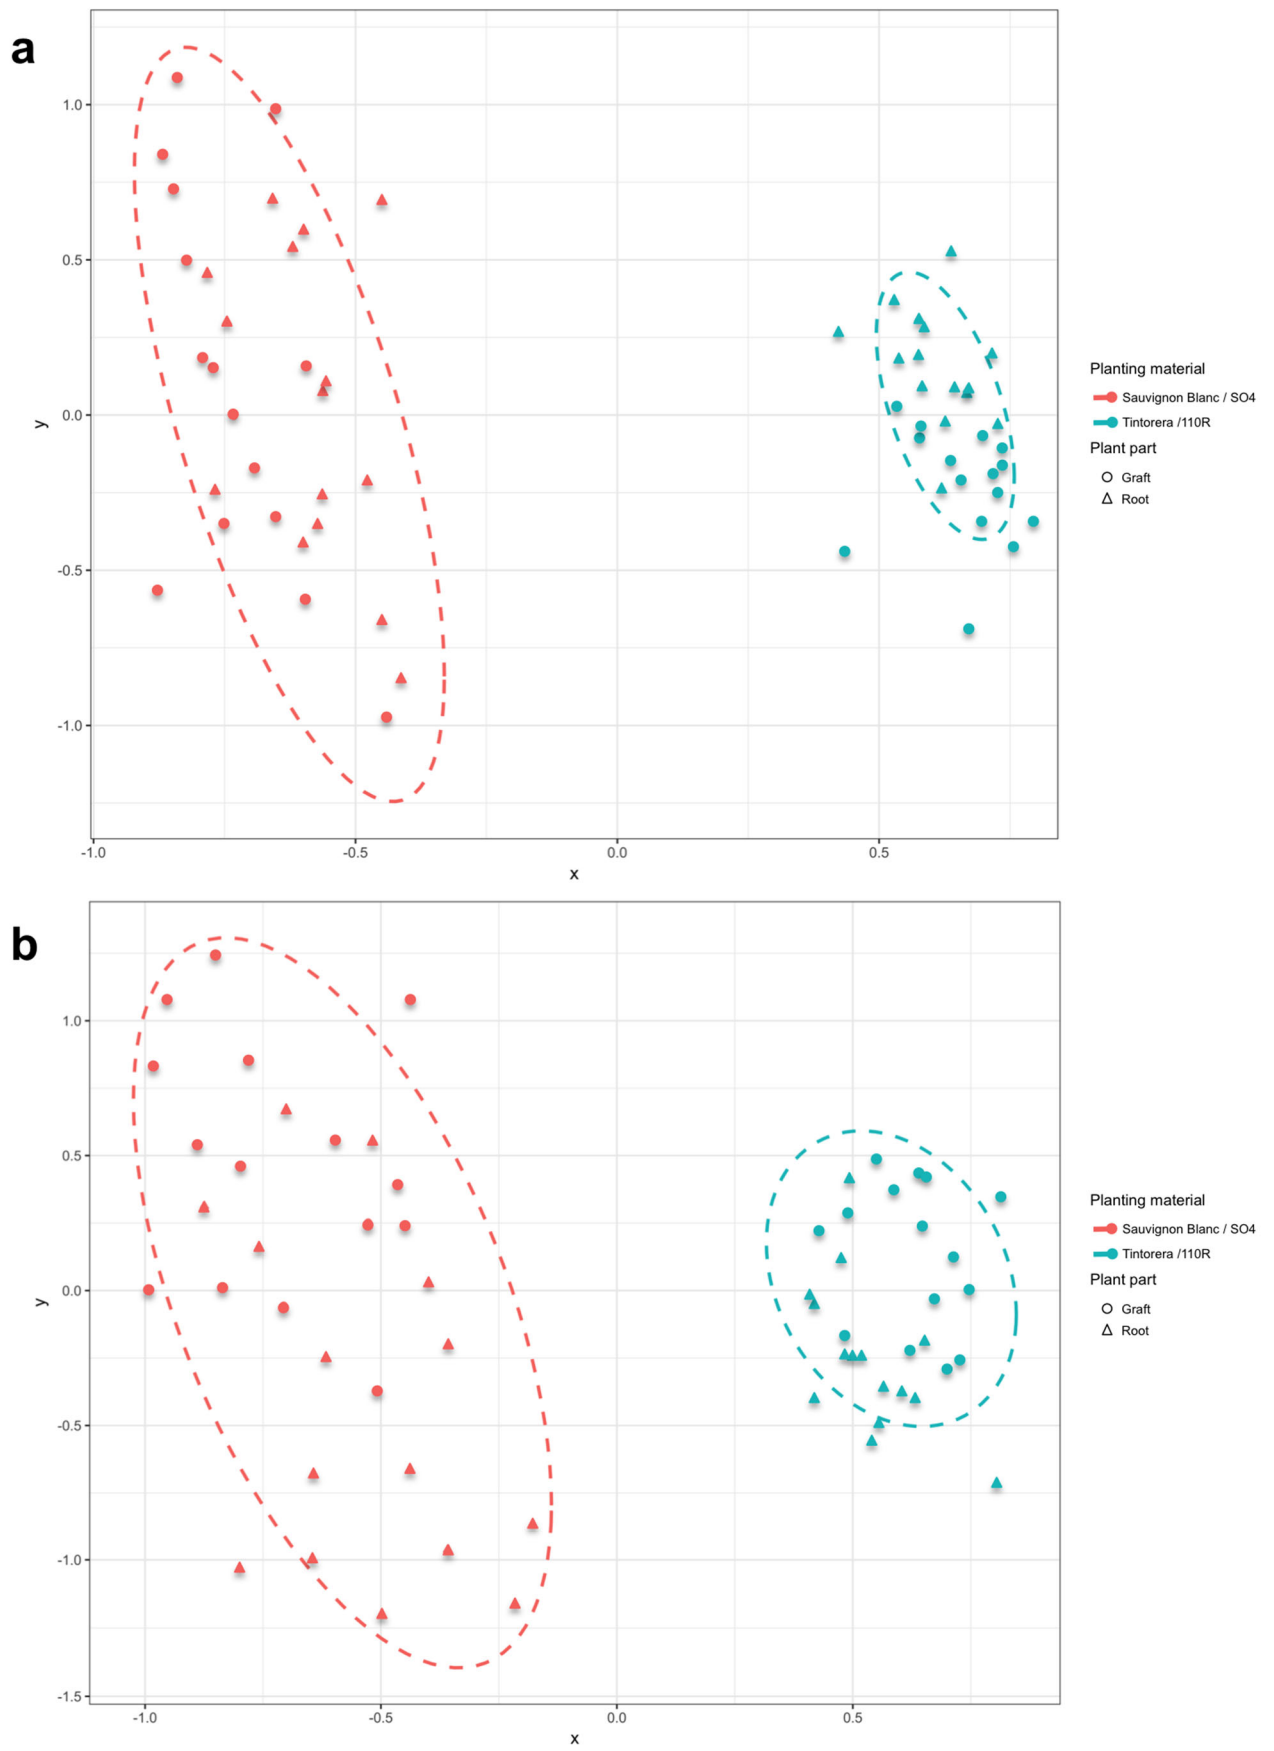 a
1.0
0.5
0.0
-0.5
-1.0
y
-1.0 -0.5 0.0 0.5
x
Planting material
Sauvignon Blanc / SO4
Tintorera /110R
Plant part
Graft
Root
b
1.0
0.5
0.0
-0.5
-1.0
-1.5
y
-1.0 -0.5 0.0 0.5
x
Planting material
Sauvignon Blanc / SO4
Tintorera /110R
Plant part
Graft
Root